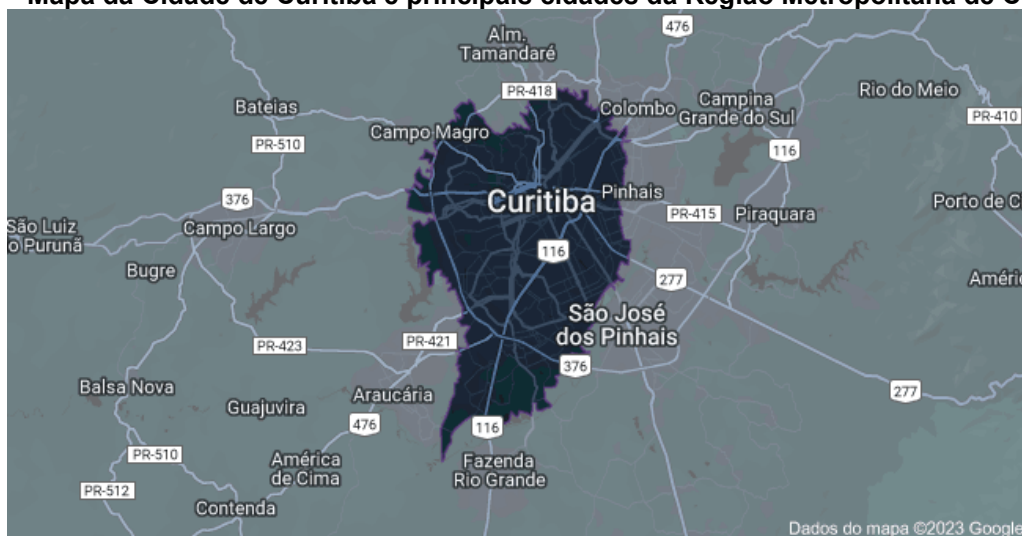 Mapa da Cidade de Curitiba e principais cidades da Região Metropolitana de
476
Alm.
Tamandaré
Rio do Meio
PR-418
Colombo
Campina
Grande do Sul
Bateias
PR-410
Campo Magro
PR-510
116
376
Curitiba
Pinhais
Porto de
PR-415
Piraquara
São Luiz
o Purunã
Campo Largo
116
Bugre
277
Améri
São José
dos Pinhais
PR-421
PR-423
376
Balsa Nova
Araucária
277
Guajuvira
476
116
PR-510
América
de Cima
Fazenda
Rio Grande
PR-512
Contenda
Dados do mapa ©2023 Google